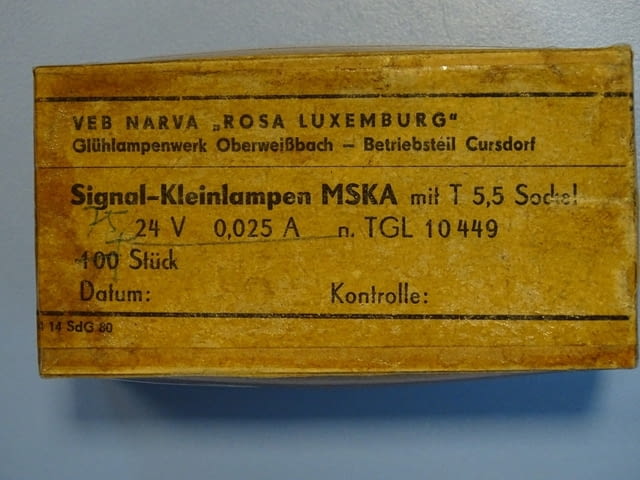 VEB NARVA „ROSA LUXEMBURG“
Glühlampenwerk Oberweißbach – Betriebsteil Cursdorf
Signal-Kleinlampen MSKA mit T 5,5 Sockel
75 24 V 0,025 A n. TGL 10 449
100 Stück
Datum: Kontrolle:
14 SdG 80